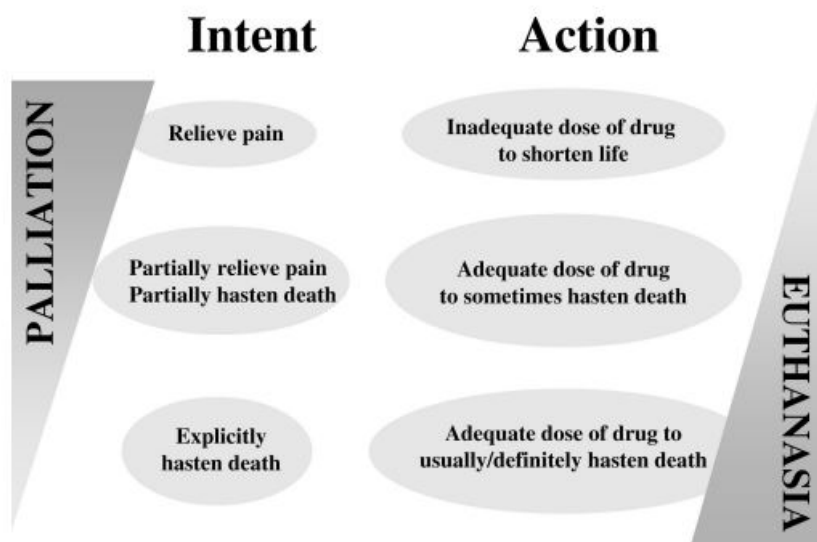 Intent
Action
PALLIATION
Relieve pain
Inadequate dose of drug
to shorten life
Partially relieve pain
Partially hasten death
Adequate dose of drug
to sometimes hasten death
Explicitly
hasten death
Adequate dose of drug to
usually/definitely hasten death
EUTHANASIA